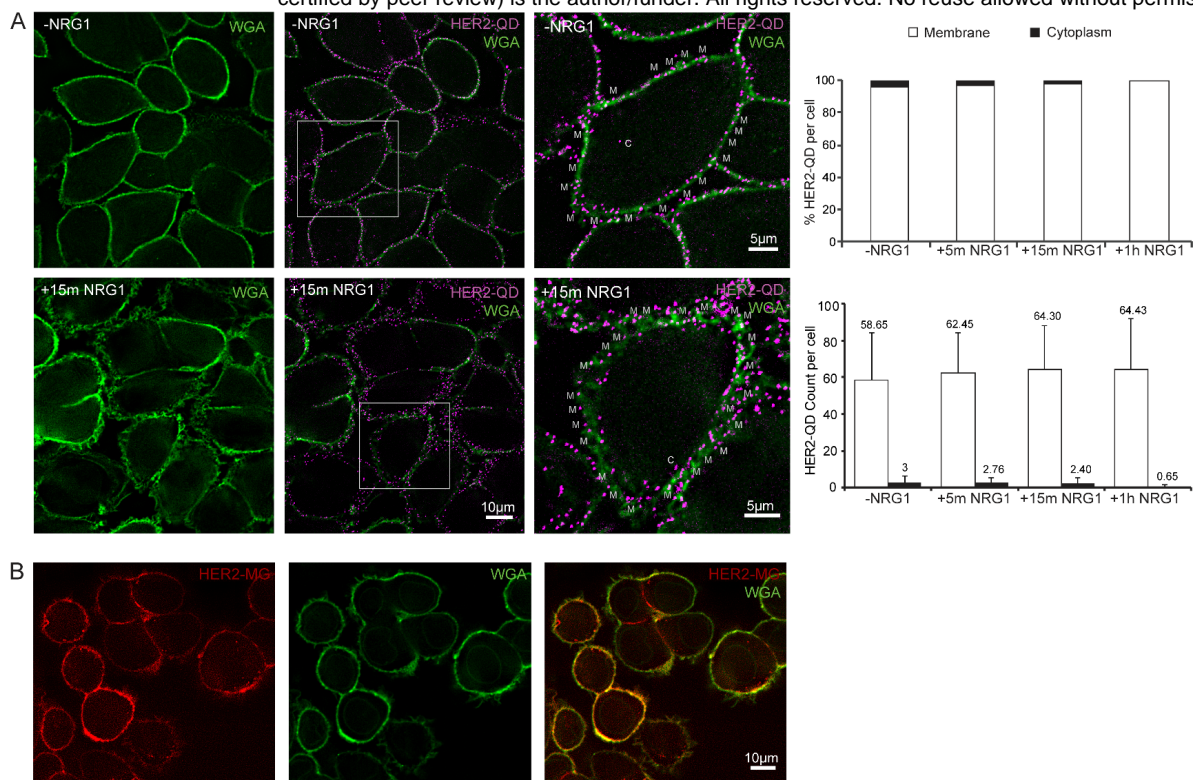 certified by peer review) is the author/funder. All rights reserved. No reuse allowed without permis
A
-NRG1
WGA
-NRG1
HER2-QD
WGA
-NRG1
HER2-QD
WGA
M M M M M M M M M M M M M M M M M M M M M M M
C
5µm
Membrane
Cytoplasm
% HER2-QD per cell
100
80
60
40
20
0
-NRG1
+5m NRG1
+15m NRG1
+1h NRG1
+15m NRG1
WGA
+15m NRG1
HER2-QD
WGA
10µm
+15m NRG1
HER2-QD
WGA
M M M M M M M M M M M M M M M M M M M M M M M
C
5µm
HER2-QD Count per cell
100
80
60
40
20
0
58.65
3
62.45
2.76
64.30
2.40
64.43
0.65
-NRG1
+5m NRG1
+15m NRG1
+1h NRG1
B
HER2-MG
WGA
HER2-MG
WGA
10µm